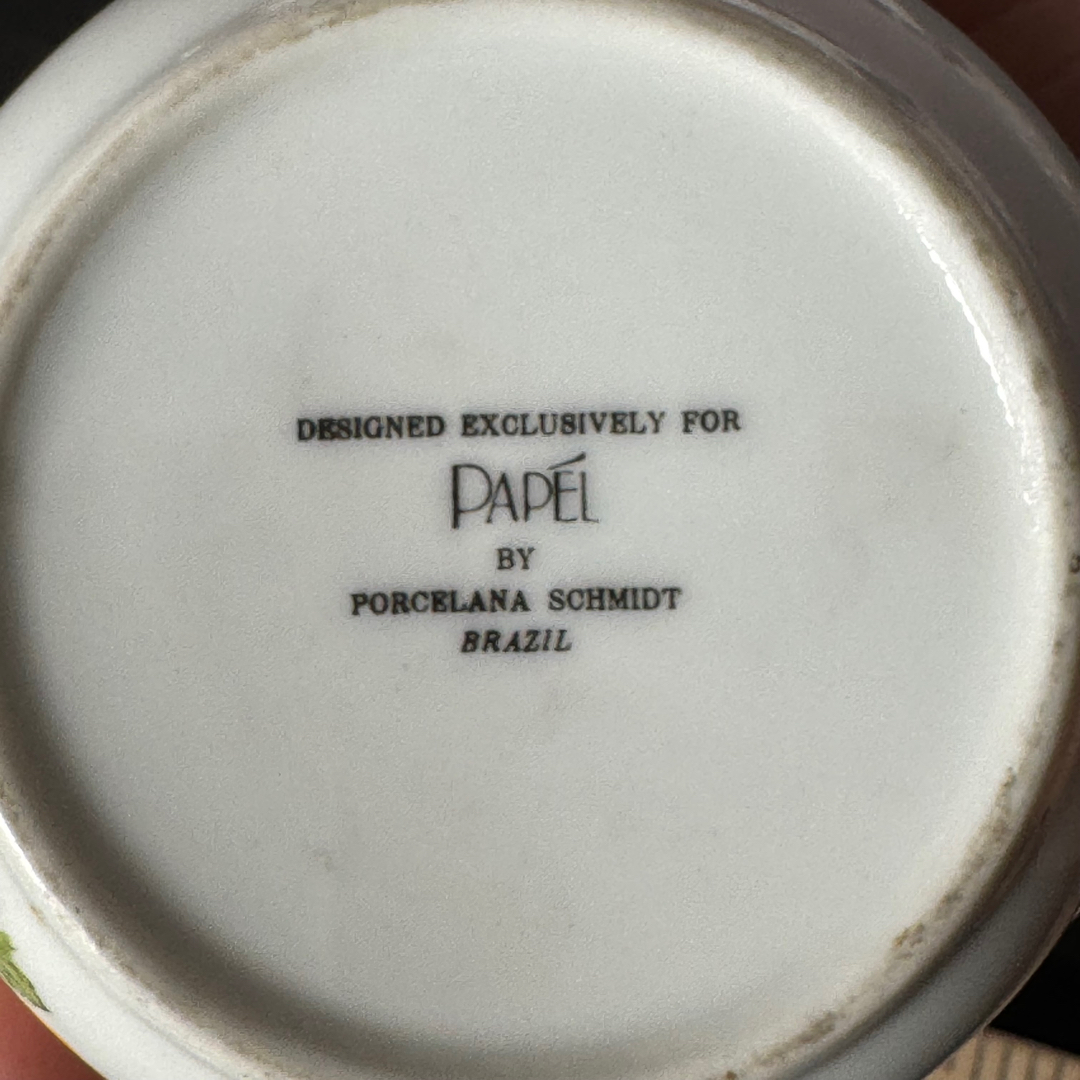 DESIGNED EXCLUSIVELY FOR
PAPÉL
BY
PORCELANA SCHMIDT
BRAZIL